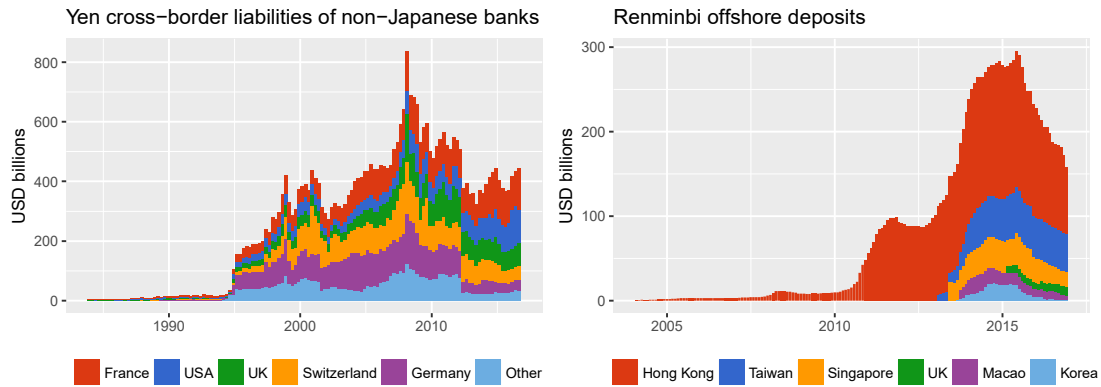 Yen cross−border liabilities of non−Japanese banks
USD billions
800
600
400
200
0
1990
2000
2010
France USA UK Switzerland Germany Other
Renminbi offshore deposits
USD billions
300
200
100
0
2005
2010
2015
Hong Kong Taiwan Singapore UK Macao Korea